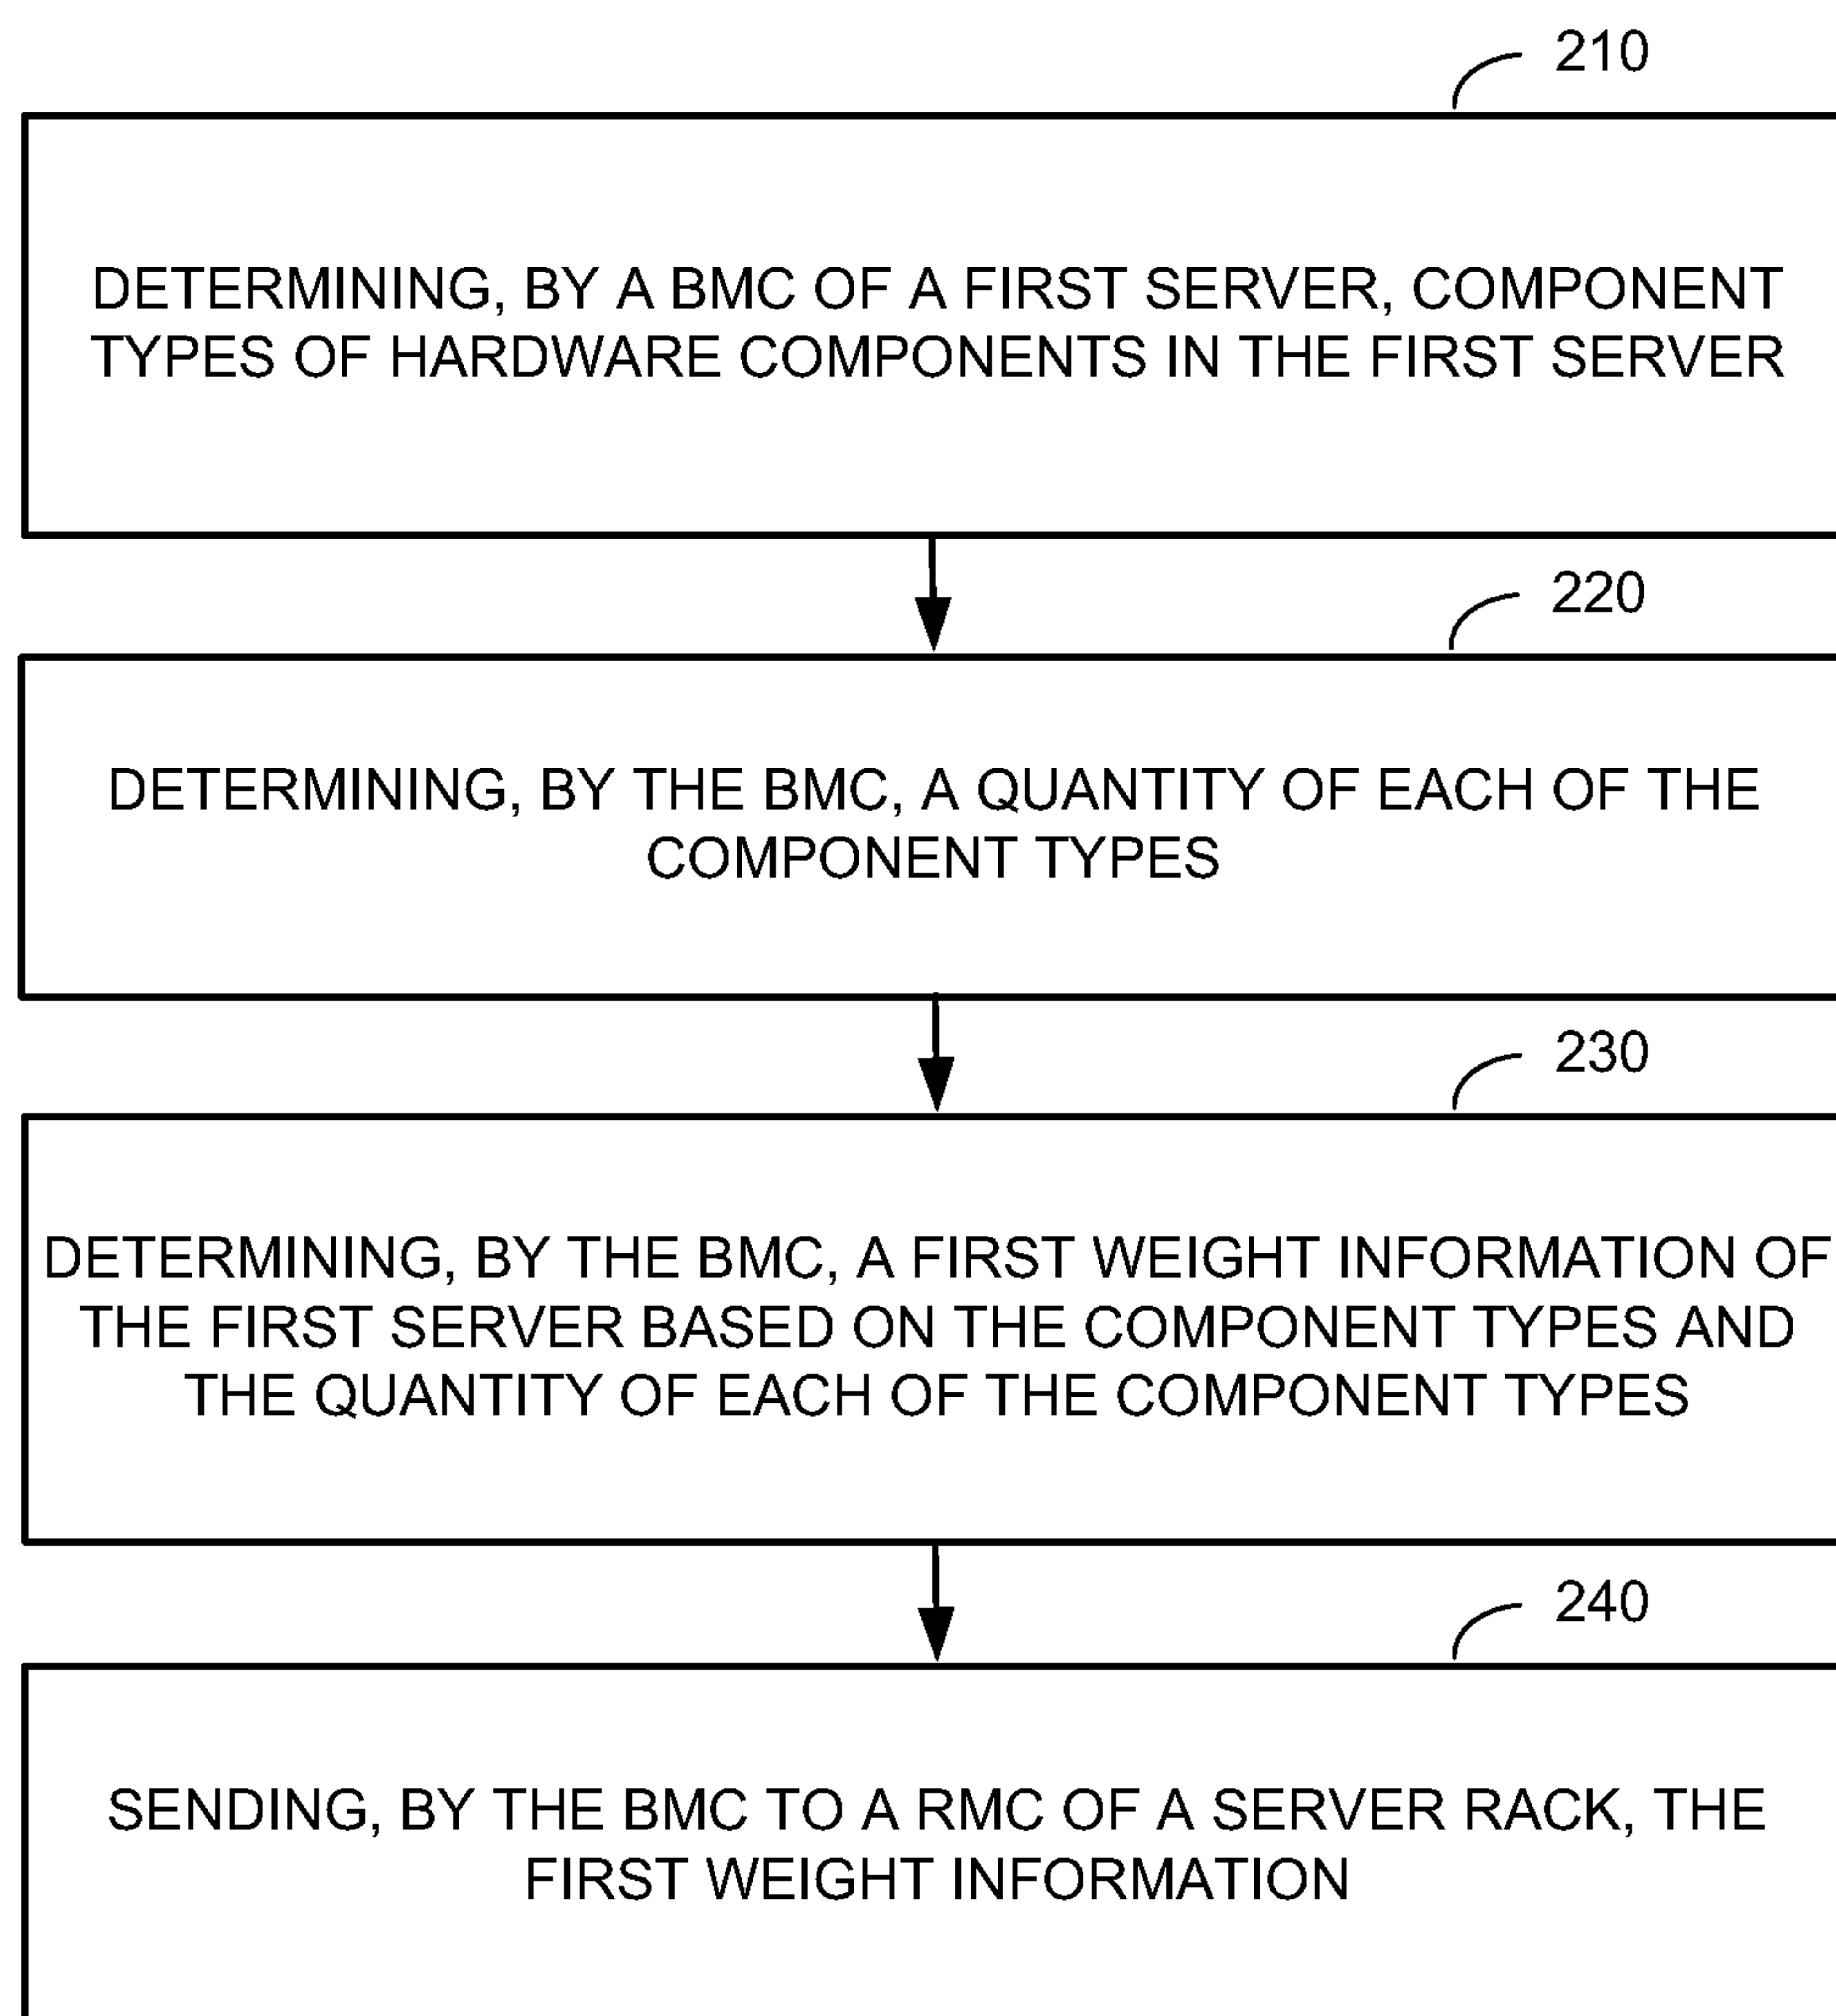 210
DETERMINING, BY A BMC OF A FIRST SERVER, COMPONENT
TYPES OF HARDWARE COMPONENTS IN THE FIRST SERVER
220
DETERMINING, BY THE BMC, A QUANTITY OF EACH OF THE
COMPONENT TYPES
230
DETERMINING, BY THE BMC, A FIRST WEIGHT INFORMATION OF
THE FIRST SERVER BASED ON THE COMPONENT TYPES AND
THE QUANTITY OF EACH OF THE COMPONENT TYPES
240
SENDING, BY THE BMC TO A RMC OF A SERVER RACK, THE
FIRST WEIGHT INFORMATION